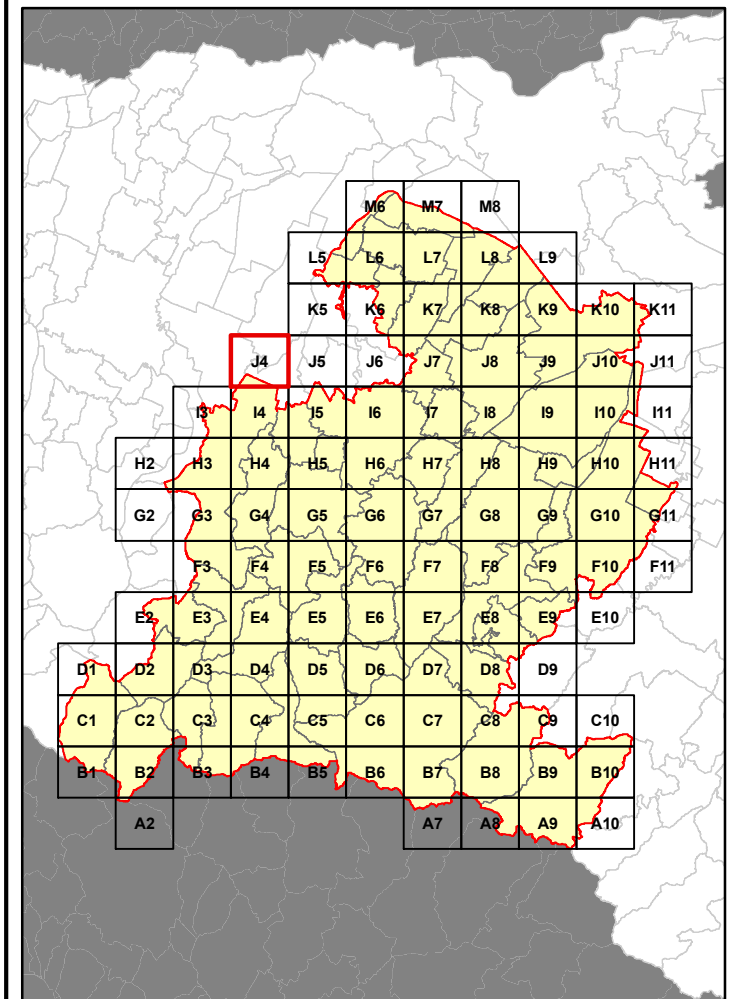 M6 M7 M8
L5 L6 L7 L8 L9
K5 K6 K7 K8 K9 K10 K11
J4 J5 J6 J7 J8 J9 J10 J11
I3 I4 I5 I6 I7 I8 I9 I10 I11
H2 H3 H4 H5 H6 H7 H8 H9 H10 H11
G2 G3 G4 G5 G6 G7 G8 G9 G10 G11
F3 F4 F5 F6 F7 F8 F9 F10 F11
E2 E3 E4 E5 E6 E7 E8 E9 E10
D1 D2 D3 D4 D5 D6 D7 D8 D9
C1 C2 C3 C4 C5 C6 C7 C8 C9 C10
B1 B2 B3 B4 B5 B6 B7 B8 B9 B10
A2 A7 A8 A9 A10